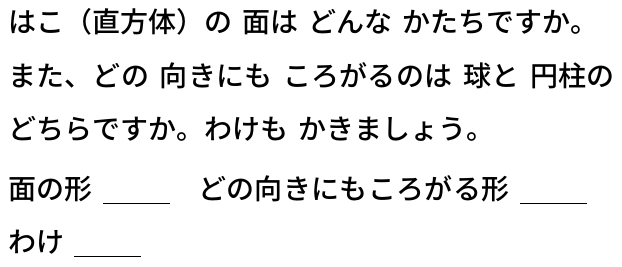 はこ（直方体）の 面は どんな かたちですか。
また、どの 向きにも ころがるのは 球と 円柱の
どちらですか。わけも かきましょう。
面の形 _____　どの向きにもころがる形 _____
わけ _____